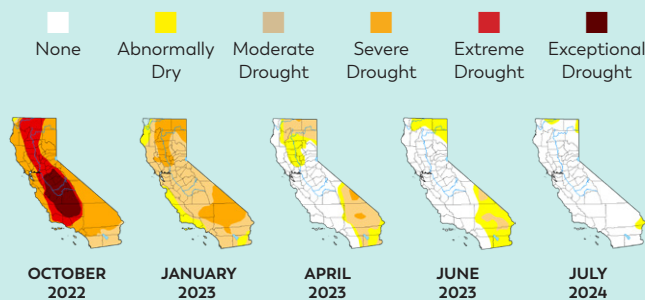 None
Abnormally
Dry
Moderate
Drought
Severe
Drought
Extreme
Drought
Exceptional
Drought
OCTOBER
2022
JANUARY
2023
APRIL
2023
JUNE
2023
JULY
2024